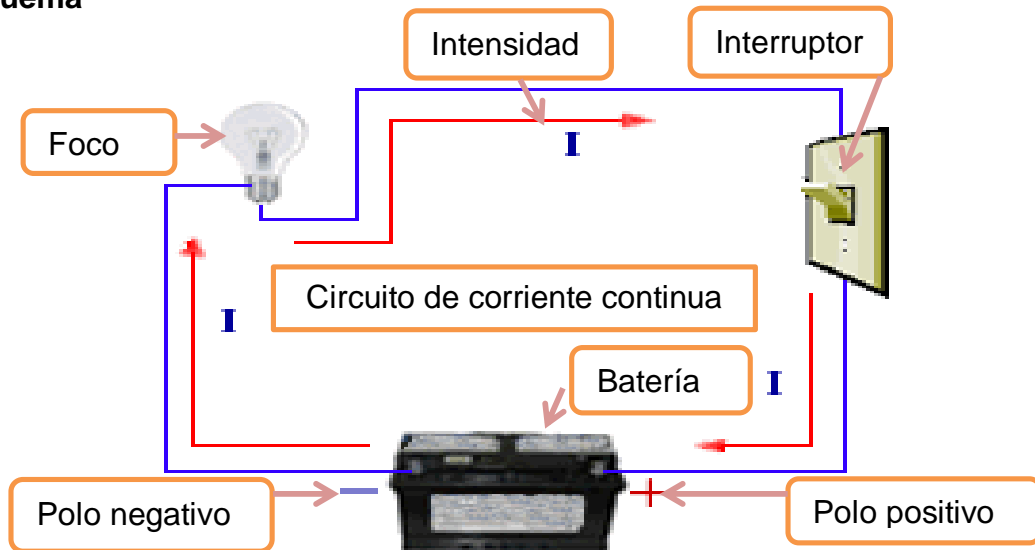 Intensidad
Interruptor
Foco
I
Circuito de corriente continua
I
Batería
I
Polo negativo
−
+
Polo positivo